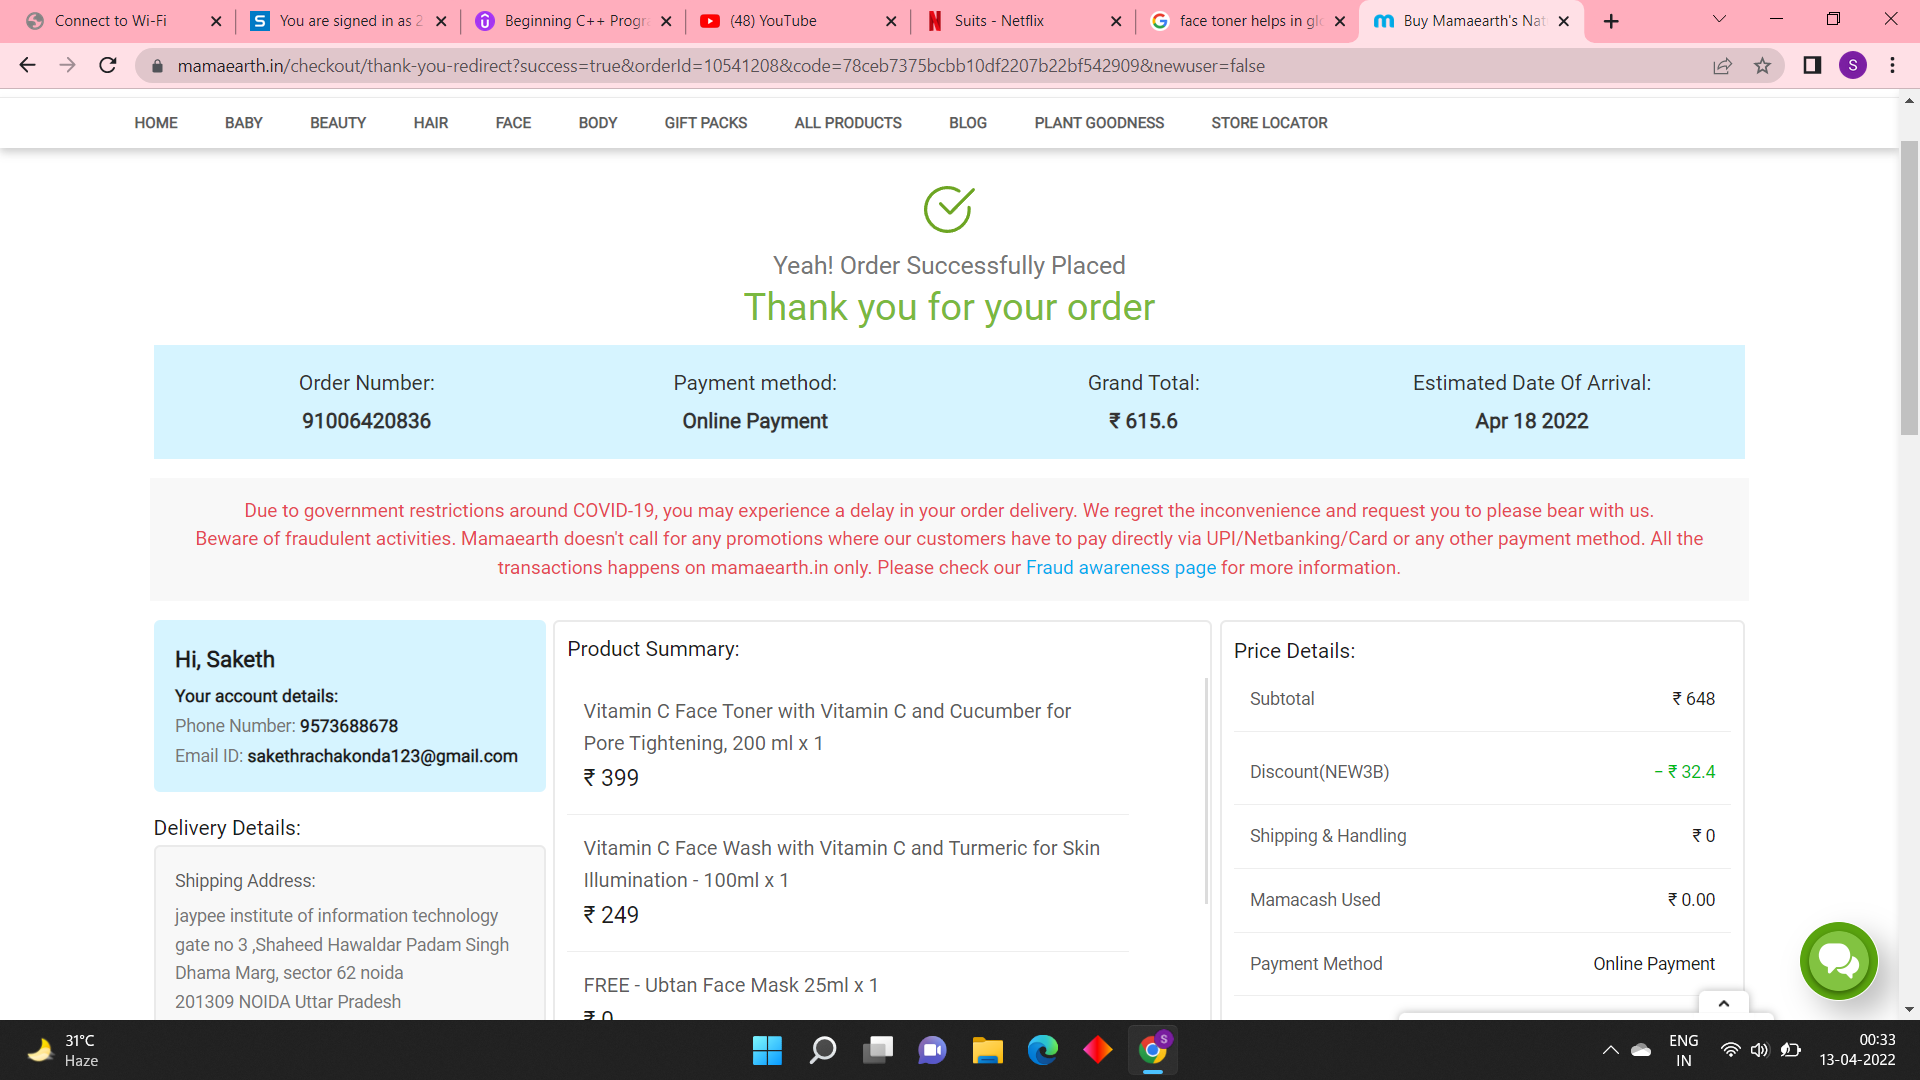 Connect to Wi-Fi
You are signed in as 2
Beginning C++ Progr
(48) YouTube
Suits - Netflix
face toner helps in glo
Buy Mamaearth's Nat
mamaearth.in/checkout/thank-you-redirect?success=true&orderId=10541208&code=78ceb7375bcbb10df2207b22bf542909&newuser=false
S
HOME BABY BEAUTY HAIR FACE BODY GIFT PACKS ALL PRODUCTS BLOG PLANT GOODNESS STORE LOCATOR
Yeah! Order Successfully Placed
Thank you for your order
Order Number: Payment method: Grand Total: Estimated Date Of Arrival:
91006420836 Online Payment ₹ 615.6 Apr 18 2022
Due to government restrictions around COVID-19, you may experience a delay in your order delivery. We regret the inconvenience and request you to please bear with us.
Beware of fraudulent activities. Mamaearth doesn't call for any promotions where our customers have to pay directly via UPI/Netbanking/Card or any other payment method. All the
transactions happens on mamaearth.in only. Please check our Fraud awareness page for more information.
Hi, Saketh
Your account details:
Phone Number: 9573688678
Email ID: sakethrachakonda123@gmail.com
Delivery Details:
Shipping Address:
jaypee institute of information technology
gate no 3 ,Shaheed Hawaldar Padam Singh
Dhama Marg, sector 62 noida
201309 NOIDA Uttar Pradesh
Product Summary:
Vitamin C Face Toner with Vitamin C and Cucumber for
Pore Tightening, 200 ml x 1
₹ 399
Vitamin C Face Wash with Vitamin C and Turmeric for Skin
Illumination - 100ml x 1
₹ 249
FREE - Ubtan Face Mask 25ml x 1
₹ 0
Price Details:
Subtotal ₹ 648
Discount(NEW3B) - ₹ 32.4
Shipping & Handling ₹ 0
Mamacash Used ₹ 0.00
Payment Method Online Payment
31°C
Haze
S
ENG
IN
00:33
13-04-2022